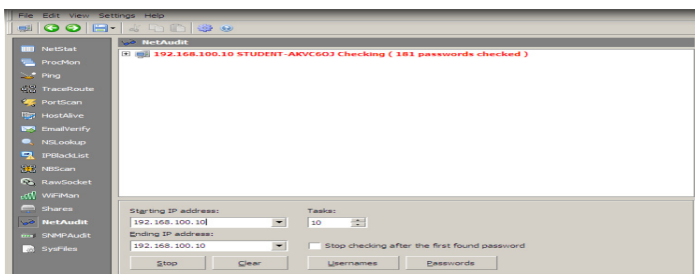 File Edit View Settings Help
NetAudit
192.168.100.10 STUDENT-AKVC6OJ Checking ( 181 passwords checked )
NetStat
ProcMon
Ping
TraceRoute
PortScan
HostAlive
EmailVerify
NSLookup
IPBlackList
NBScan
RawSocket
WiFiMan
Shares
NetAudit
SNMPAudit
SysFiles
Starting IP address:
192.168.100.10
Ending IP address:
192.168.100.10
Tasks:
10
Stop checking after the first found password
Stop Clear Usernames Passwords